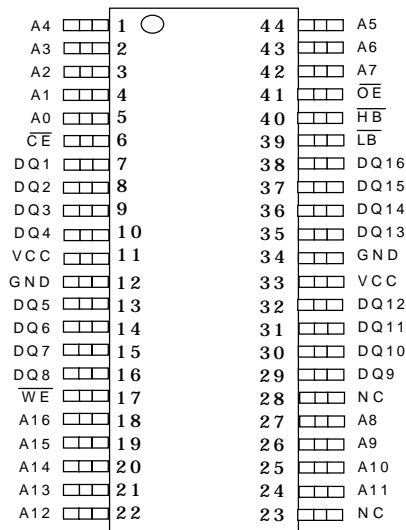 A4 1 44 A5
A3 2 43 A6
A2 3 42 A7
A1 4 41 OE
A0 5 40 HB
CE 6 39 LB
DQ1 7 38 DQ16
DQ2 8 37 DQ15
DQ3 9 36 DQ14
DQ4 10 35 DQ13
VCC 11 34 GND
GND 12 33 VCC
DQ5 13 32 DQ12
DQ6 14 31 DQ11
DQ7 15 30 DQ10
DQ8 16 29 DQ9
WE 17 28 NC
A16 18 27 A8
A15 19 26 A9
A14 20 25 A10
A13 21 24 A11
A12 22 23 NC